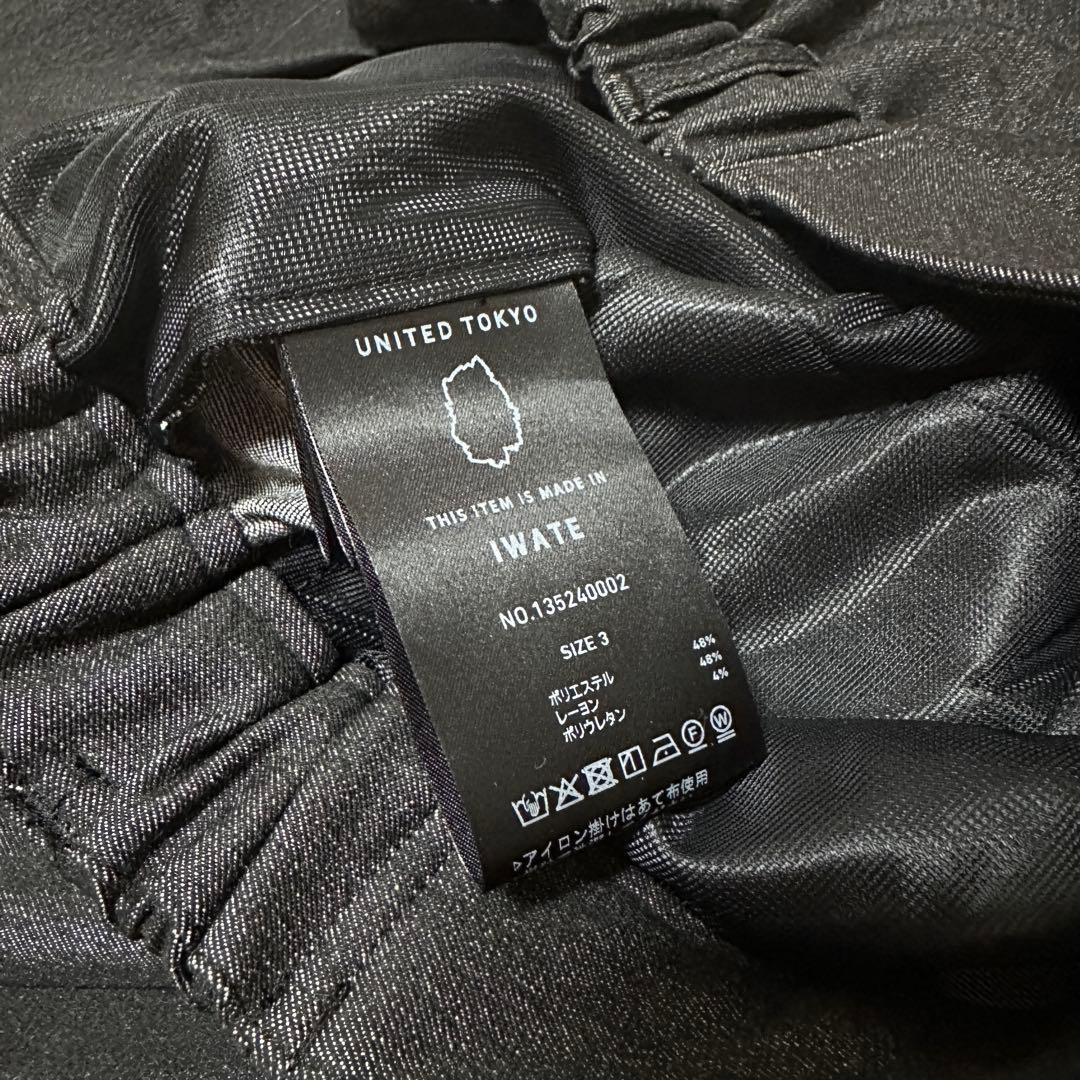 UNITED TOKYO
THIS ITEM IS MADE IN
IWATE
NO.135240002
SIZE 3
ポリエステル 48%
レーヨン 48%
ポリウレタン 4%
F W
▷アイロン掛けはあて布使用